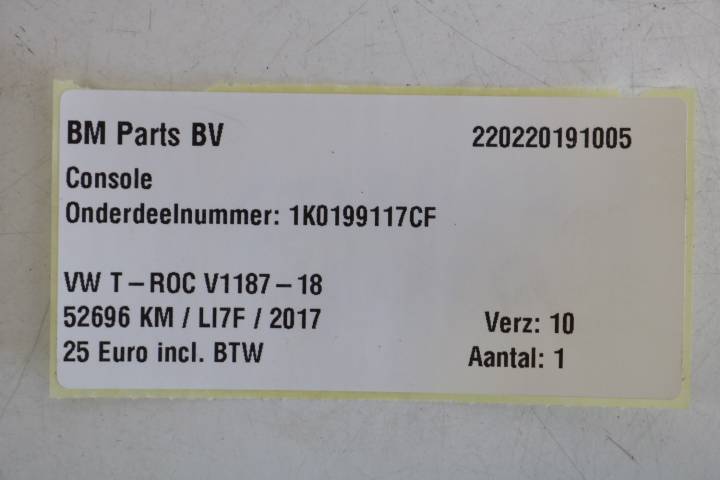 BM Parts BV 220220191005
Console
Onderdeelnummer: 1K0199117CF
VW T-ROC V1187-18
52696 KM / LI7F / 2017 Verz: 10
25 Euro incl. BTW Aantal: 1